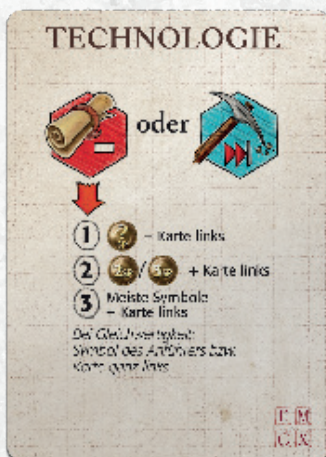 TECHNOLOGIE
oder
1 ? – Karte links
2 / + Karte links
3 Meiste Symbole
– Karte links
Bei Gleichwertigkeit:
Symbol des Anführers bzw.
Karte ganz links